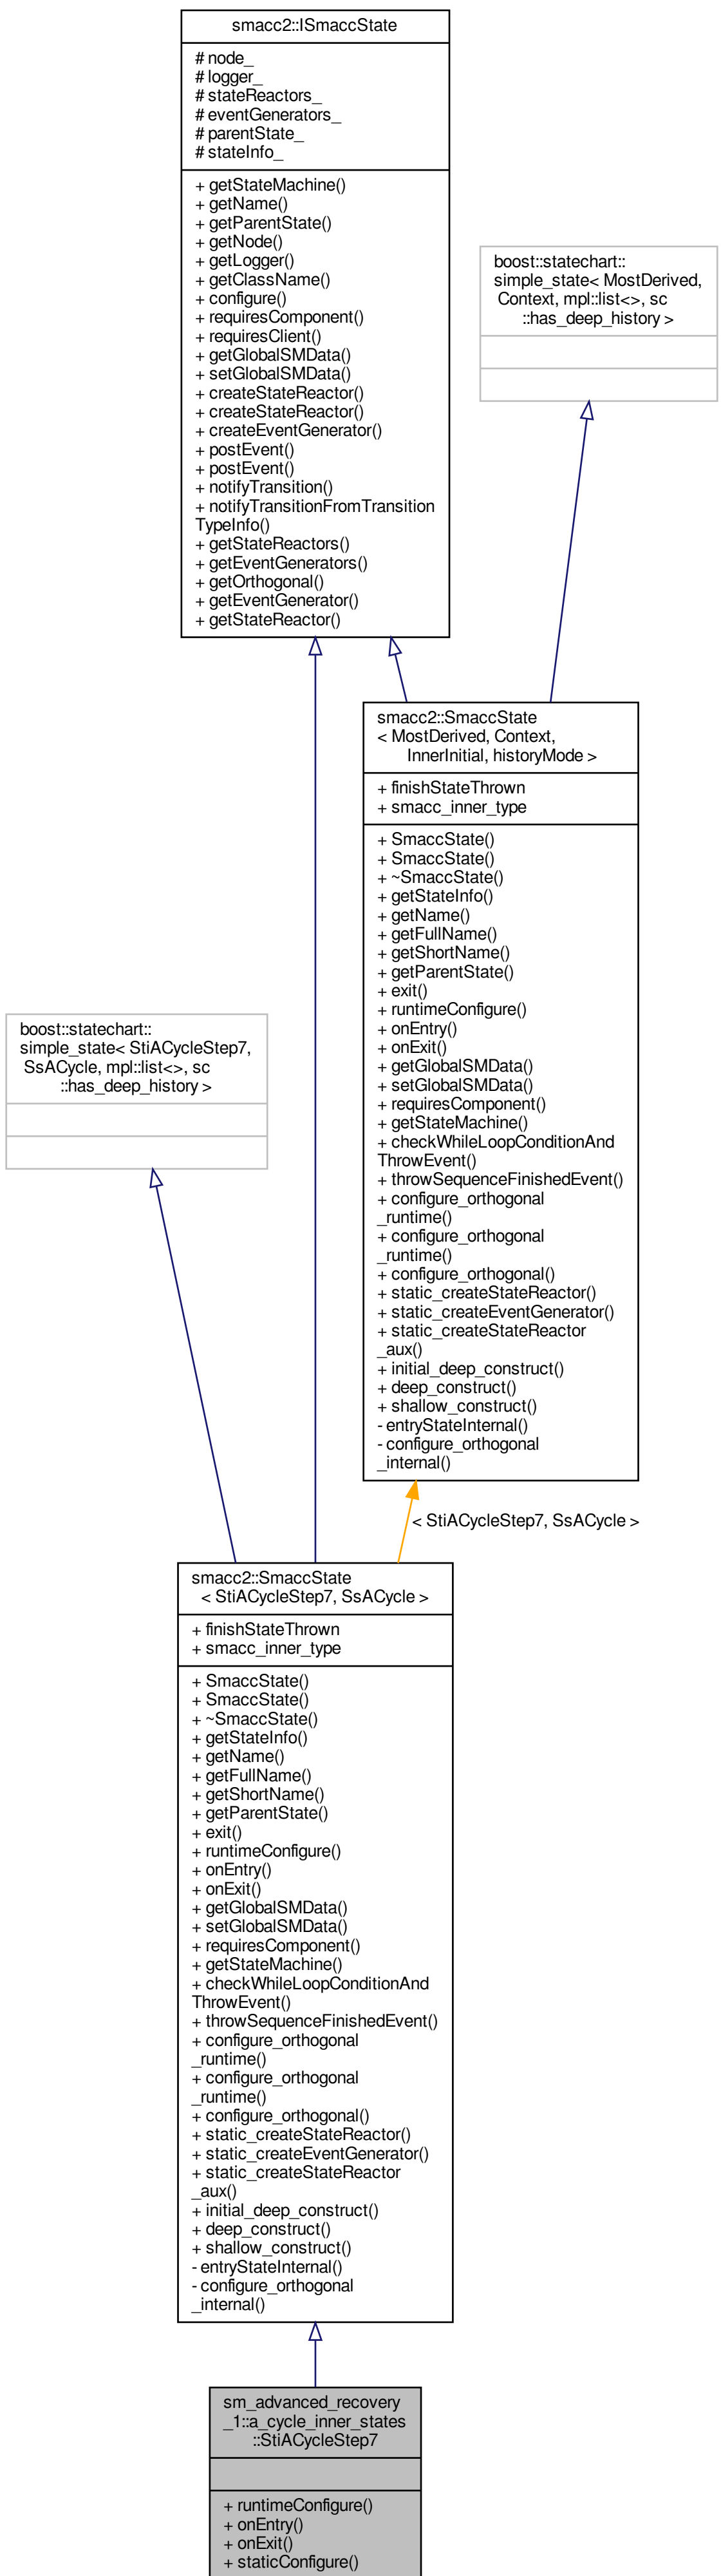 smacc2::ISmaccState
# node_
# logger_
# stateReactors_
# eventGenerators_
# parentState_
# stateInfo_
+ getStateMachine()
+ getName()
+ getParentState()
+ getNode()
+ getLogger()
+ getClassName()
+ configure()
+ requiresComponent()
+ requiresClient()
+ getGlobalSMData()
+ setGlobalSMData()
+ createStateReactor()
+ createStateReactor()
+ createEventGenerator()
+ postEvent()
+ postEvent()
+ notifyTransition()
+ notifyTransitionFromTransition
TypeInfo()
+ getStateReactors()
+ getEventGenerators()
+ getOrthogonal()
+ getEventGenerator()
+ getStateReactor()
boost::statechart::
simple_state< MostDerived,
Context, mpl::list<>, sc
::has_deep_history >
smacc2::SmaccState
< MostDerived, Context,
InnerInitial, historyMode >
+ finishStateThrown
+ smacc_inner_type
+ SmaccState()
+ SmaccState()
+ ~SmaccState()
+ getStateInfo()
+ getName()
+ getFullName()
+ getShortName()
+ getParentState()
+ exit()
+ runtimeConfigure()
+ onEntry()
+ onExit()
+ getGlobalSMData()
+ setGlobalSMData()
+ requiresComponent()
+ getStateMachine()
+ checkWhileLoopConditionAnd
ThrowEvent()
+ throwSequenceFinishedEvent()
+ configure_orthogonal
_runtime()
+ configure_orthogonal
_runtime()
+ configure_orthogonal()
+ static_createStateReactor()
+ static_createEventGenerator()
+ static_createStateReactor
_aux()
+ initial_deep_construct()
+ deep_construct()
+ shallow_construct()
- entryStateInternal()
- configure_orthogonal
_internal()
boost::statechart::
simple_state< StiACycleStep7,
SsACycle, mpl::list<>, sc
::has_deep_history >
< StiACycleStep7, SsACycle >
smacc2::SmaccState
< StiACycleStep7, SsACycle >
+ finishStateThrown
+ smacc_inner_type
+ SmaccState()
+ SmaccState()
+ ~SmaccState()
+ getStateInfo()
+ getName()
+ getFullName()
+ getShortName()
+ getParentState()
+ exit()
+ runtimeConfigure()
+ onEntry()
+ onExit()
+ getGlobalSMData()
+ setGlobalSMData()
+ requiresComponent()
+ getStateMachine()
+ checkWhileLoopConditionAnd
ThrowEvent()
+ throwSequenceFinishedEvent()
+ configure_orthogonal
_runtime()
+ configure_orthogonal
_runtime()
+ configure_orthogonal()
+ static_createStateReactor()
+ static_createEventGenerator()
+ static_createStateReactor
_aux()
+ initial_deep_construct()
+ deep_construct()
+ shallow_construct()
- entryStateInternal()
- configure_orthogonal
_internal()
sm_advanced_recovery
_1::a_cycle_inner_states
::StiACycleStep7
+ runtimeConfigure()
+ onEntry()
+ onExit()
+ staticConfigure()